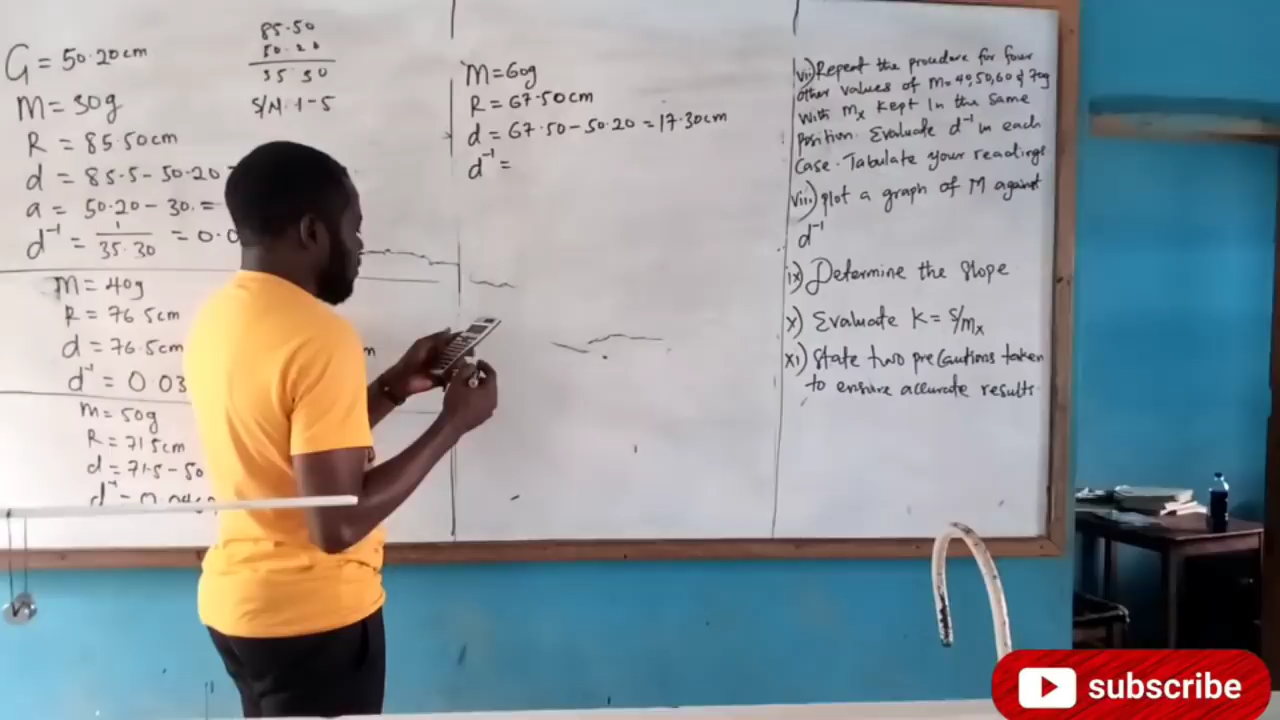 G = 50.20cm
M = 30g
R = 85.50cm
d = 85.5 - 50.20
a = 50.20 - 30. =
d⁻¹ = 1/35.30 = 0.0
85.50
50.20
35 30
S/N. 1-5
M = 40g
R = 76 5cm
d = 76.5cm
d⁻¹ = 0 03
M = 50g
R = 71 5cm
d = 71.5 - 50
M = 60g
R = 67.50cm
d = 67.50 - 50.20 = 17.30cm
d⁻¹ =
vii) Repeat the procedure for four
other values of M = 40, 50, 60 & 70g
with Mx kept in the same
position. Evaluate d⁻¹ in each
case. Tabulate your readings
viii) plot a graph of M against
d⁻¹
ix) Determine the slope
x) Evaluate K = S/Mx
xi) State two precautions taken
to ensure accurate results.
subscribe